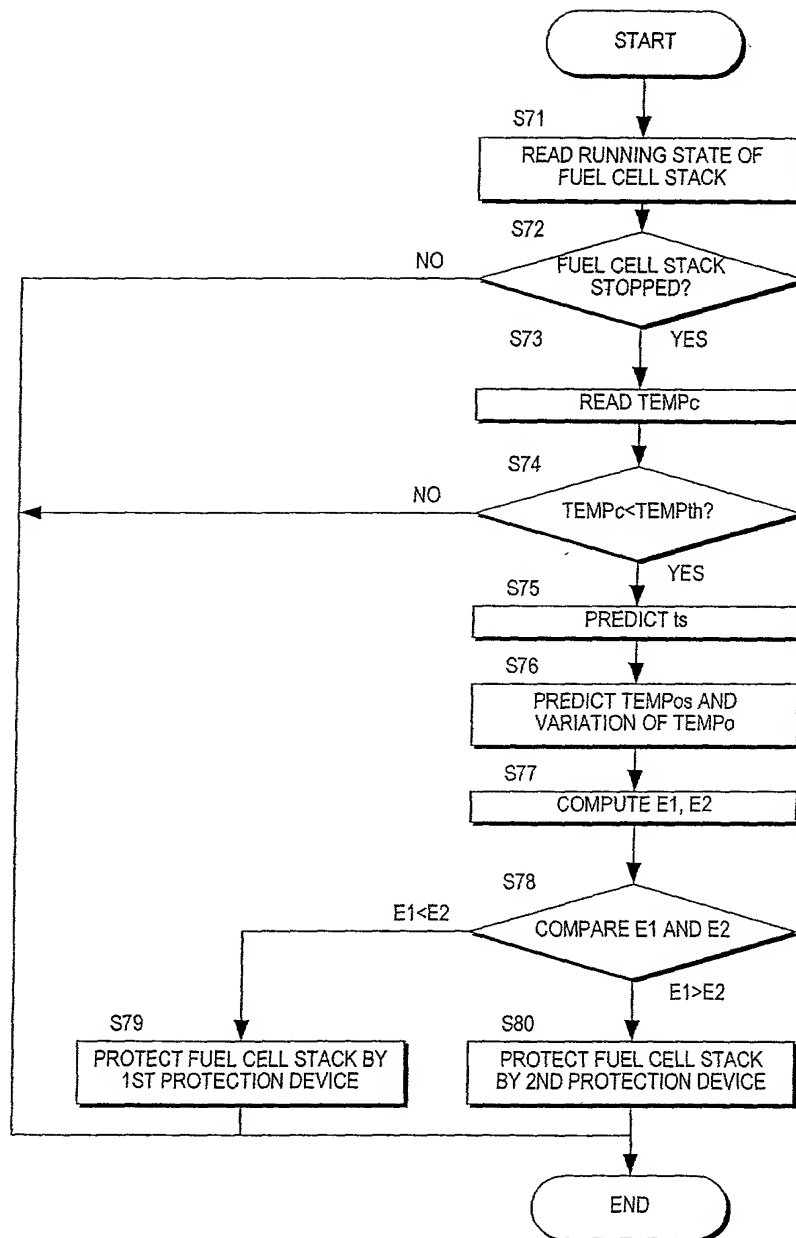 START
S71
READ RUNNING STATE OF
FUEL CELL STACK
S72
NO
FUEL CELL STACK
STOPPED?
S73
YES
READ TEMPc
S74
NO
TEMPc<TEMPth?
YES
S75
PREDICT ts
S76
PREDICT TEMPos AND
VARIATION OF TEMPo
S77
COMPUTE E1, E2
S78
E1<E2
COMPARE E1 AND E2
E1>E2
S79
S80
PROTECT FUEL CELL STACK BY
1ST PROTECTION DEVICE
PROTECT FUEL CELL STACK
BY 2ND PROTECTION DEVICE
END